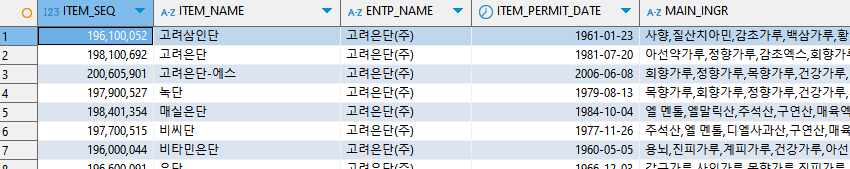 123 ITEM_SEQ A-Z ITEM_NAME A-Z ENTP_NAME ITEM_PERMIT_DATE A-Z MAIN_INGR
1 196,100,052 고려삼인단 고려은단(주) 1961-01-23 사향,질산치아민,감초가루,백삼가루,황
2 198,100,692 고려은단 고려은단(주) 1981-07-20 아선약가루,정향가루,감초엑스,회향가루
3 200,605,901 고려은단-에스 고려은단(주) 2006-06-08 회향가루,정향가루,목향가루,건강가루,
4 197,900,527 녹단 고려은단(주) 1979-08-13 목향가루,회향가루,정향가루,건강가루,
5 198,401,354 매실은단 고려은단(주) 1984-10-04 엘 멘톨,엘말릭산,주석산,구연산,매육엑
6 197,700,515 비씨단 고려은단(주) 1977-11-26 주석산,엘 멘톨,디엘사과산,구연산,매육
7 196,000,044 비타민은단 고려은단(주) 1960-05-05 용뇌,진피가루,계피가루,건강가루,아선
8 196,600,091 은단 고려은단(주) 1966-12-03